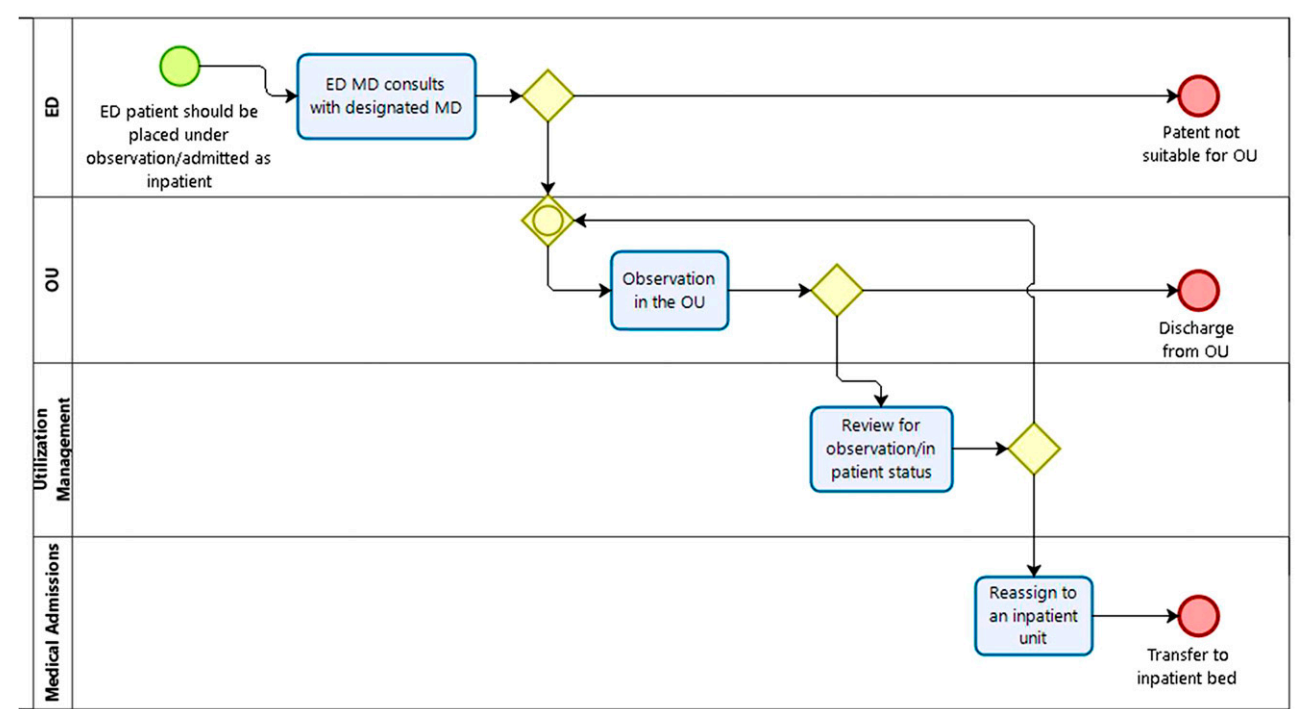 ED
ED patient should be
placed under
observation/admitted as
inpatient
ED MD consults
with designated MD
Patent not
suitable for OU
OU
Observation
in the OU
Discharge
from OU
Utilization
Management
Review for
observation/in
patient status
Medical Admissions
Reassign to
an inpatient
unit
Transfer to
inpatient bed